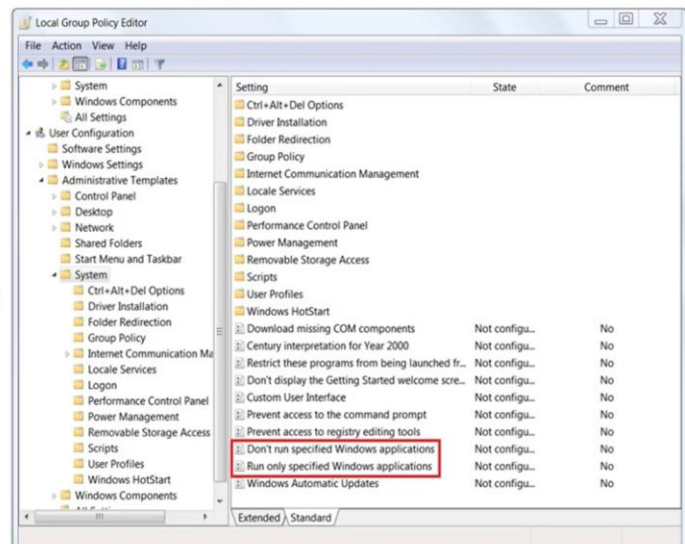 Local Group Policy Editor
File Action View Help
System
Windows Components
All Settings
User Configuration
Software Settings
Windows Settings
Administrative Templates
Control Panel
Desktop
Network
Shared Folders
Start Menu and Taskbar
System
Ctrl+Alt+Del Options
Driver Installation
Folder Redirection
Group Policy
Internet Communication Ma
Locale Services
Logon
Performance Control Panel
Power Management
Removable Storage Access
Scripts
User Profiles
Windows HotStart
Windows Components
Setting State Comment
Ctrl+Alt+Del Options
Driver Installation
Folder Redirection
Group Policy
Internet Communication Management
Locale Services
Logon
Performance Control Panel
Power Management
Removable Storage Access
Scripts
User Profiles
Windows HotStart
Download missing COM components Not configu... No
Century interpretation for Year 2000 Not configu... No
Restrict these programs from being launched fr... Not configu... No
Don't display the Getting Started welcome scre... Not configu... No
Custom User Interface Not configu... No
Prevent access to the command prompt Not configu... No
Prevent access to registry editing tools Not configu... No
Don't run specified Windows applications Not configu... No
Run only specified Windows applications Not configu... No
Windows Automatic Updates Not configu... No
Extended Standard